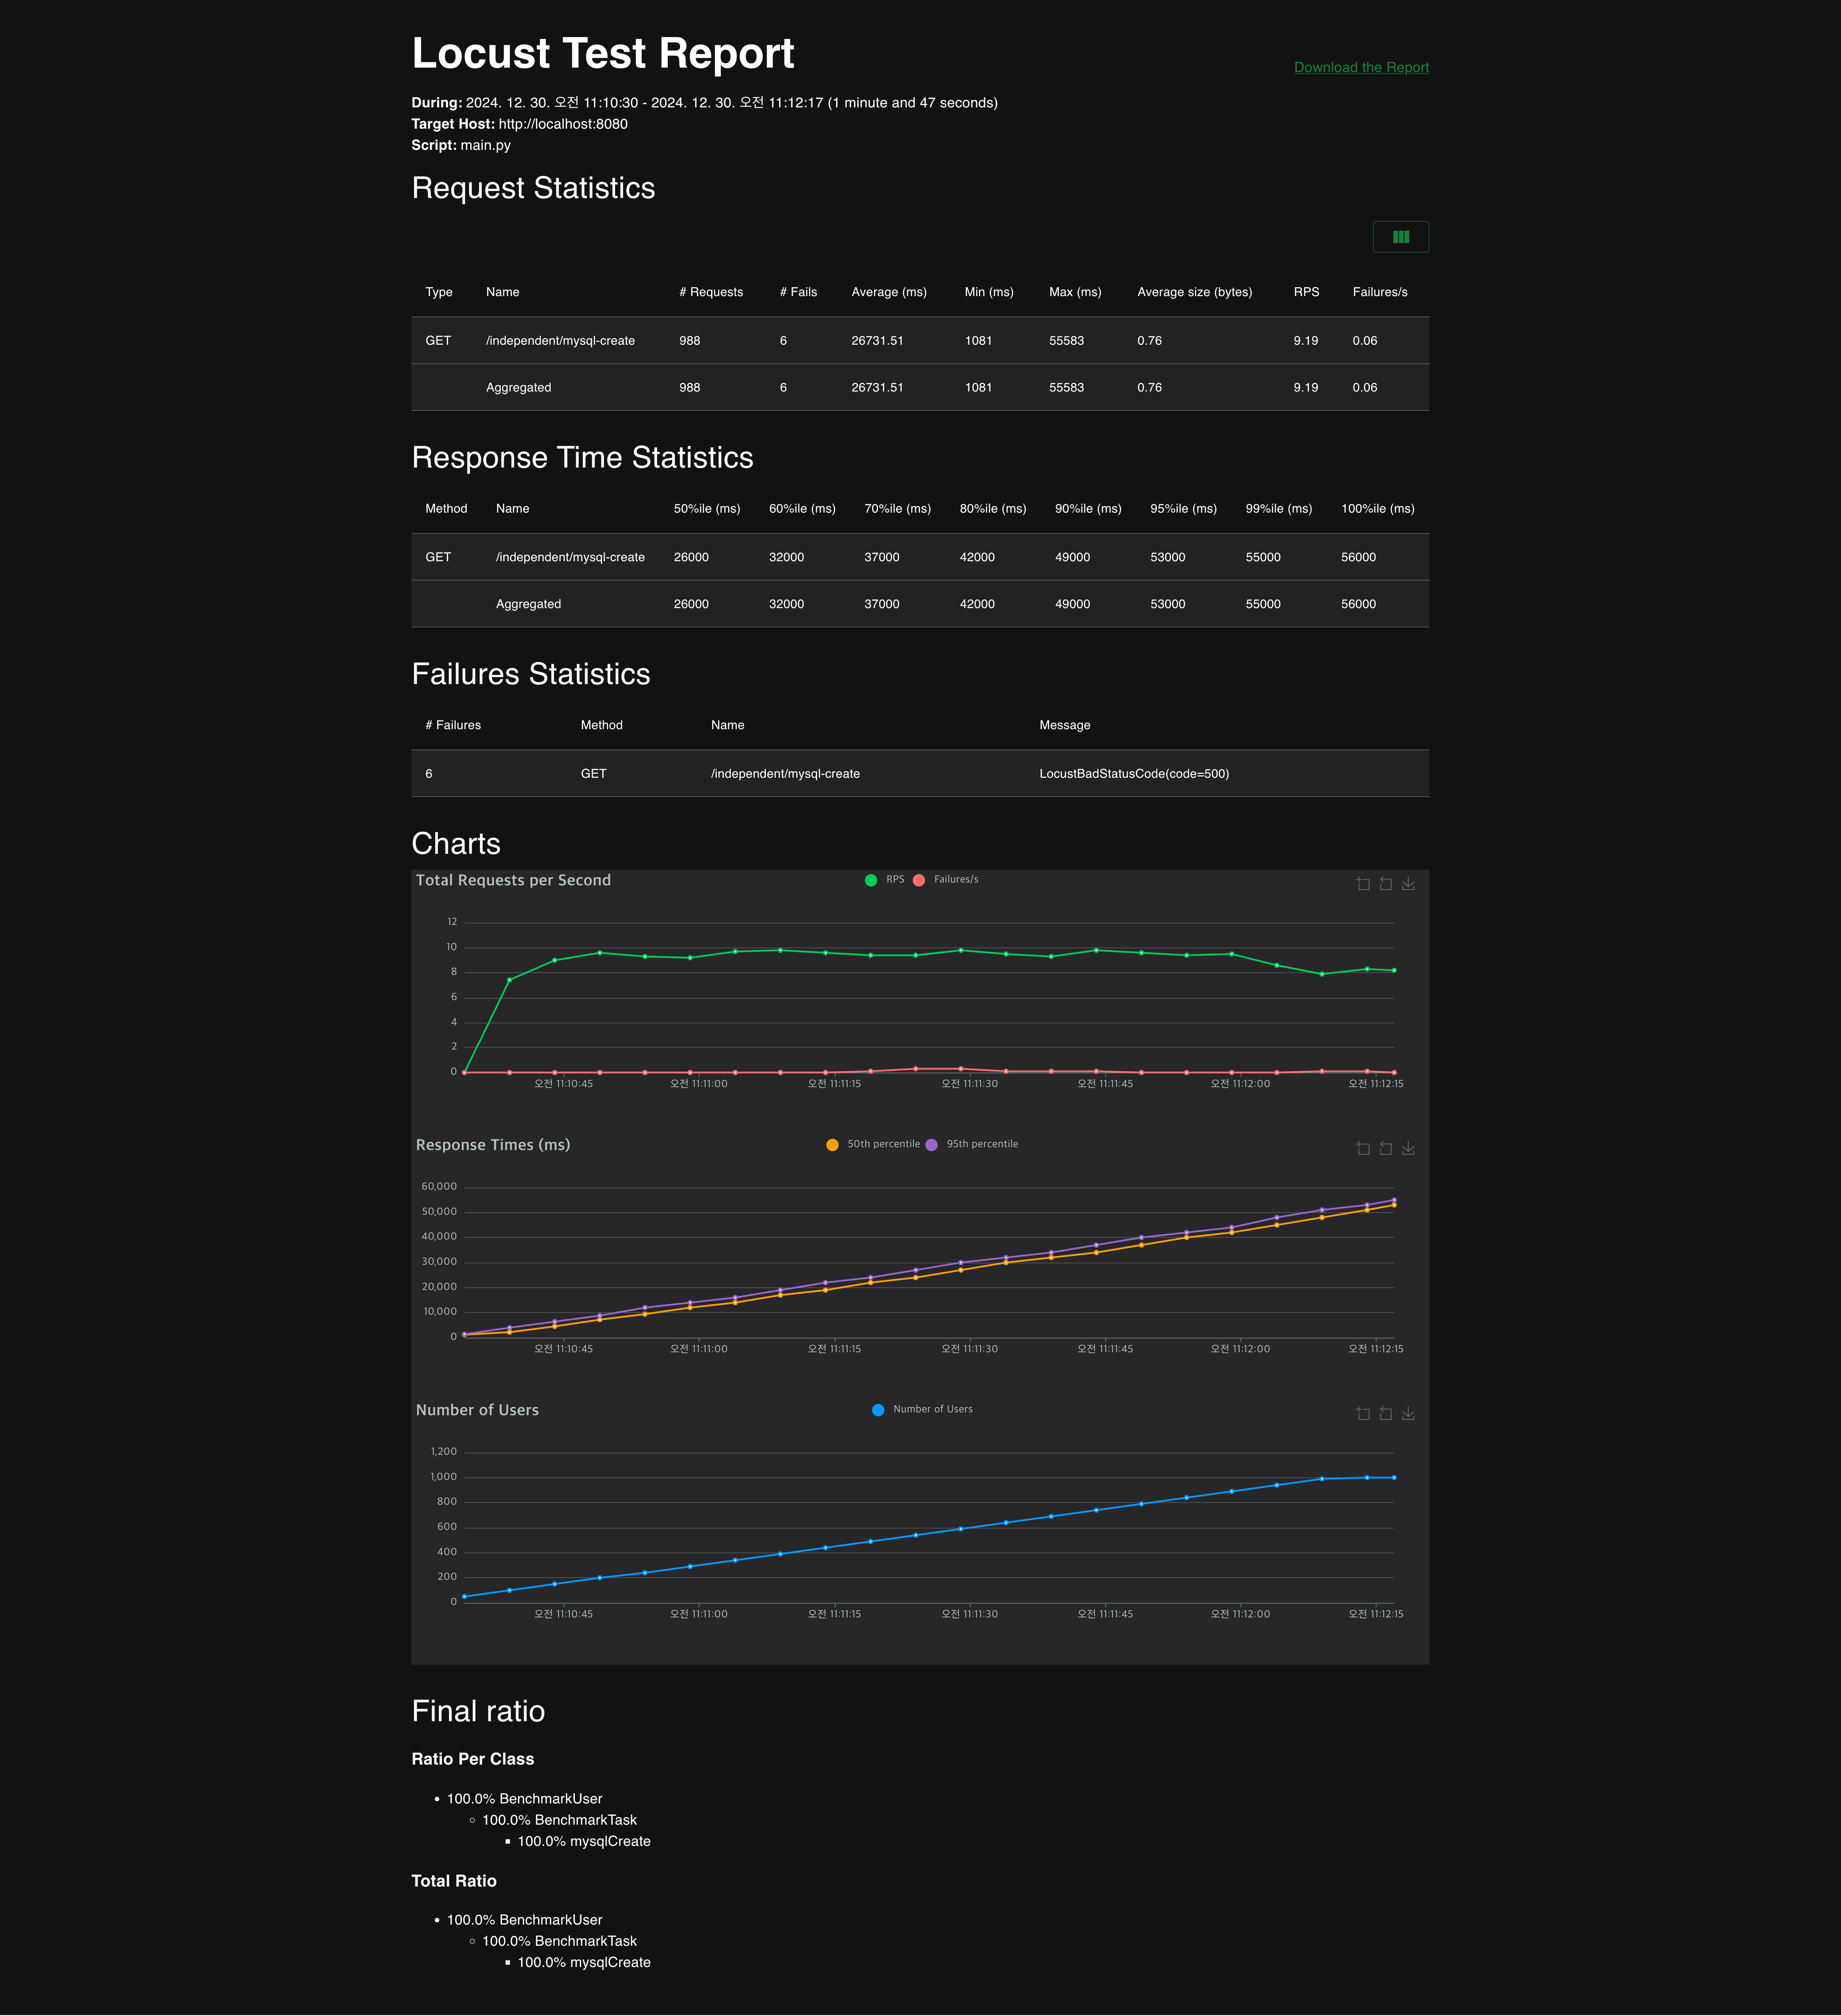 Locust Test Report
Download the Report
During: 2024. 12. 30. 오전 11:10:30 - 2024. 12. 30. 오전 11:12:17 (1 minute and 47 seconds)
Target Host: http://localhost:8080
Script: main.py
Request Statistics
Type Name # Requests # Fails Average (ms) Min (ms) Max (ms) Average size (bytes) RPS Failures/s
GET /independent/mysql-create 988 6 26731.51 1081 55583 0.76 9.19 0.06
Aggregated 988 6 26731.51 1081 55583 0.76 9.19 0.06
Response Time Statistics
Method Name 50%ile (ms) 60%ile (ms) 70%ile (ms) 80%ile (ms) 90%ile (ms) 95%ile (ms) 99%ile (ms) 100%ile (ms)
GET /independent/mysql-create 26000 32000 37000 42000 49000 53000 55000 56000
Aggregated 26000 32000 37000 42000 49000 53000 55000 56000
Failures Statistics
# Failures Method Name Message
6 GET /independent/mysql-create LocustBadStatusCode(code=500)
Charts
Total Requests per Second RPS Failures/s
12
10
8
6
4
2
0
오전 11:10:45 오전 11:11:00 오전 11:11:15 오전 11:11:30 오전 11:11:45 오전 11:12:00 오전 11:12:15
Response Times (ms) 50th percentile 95th percentile
60,000
50,000
40,000
30,000
20,000
10,000
0
오전 11:10:45 오전 11:11:00 오전 11:11:15 오전 11:11:30 오전 11:11:45 오전 11:12:00 오전 11:12:15
Number of Users Number of Users
1,200
1,000
800
600
400
200
0
오전 11:10:45 오전 11:11:00 오전 11:11:15 오전 11:11:30 오전 11:11:45 오전 11:12:00 오전 11:12:15
Final ratio
Ratio Per Class
100.0% BenchmarkUser
100.0% BenchmarkTask
100.0% mysqlCreate
Total Ratio
100.0% BenchmarkUser
100.0% BenchmarkTask
100.0% mysqlCreate